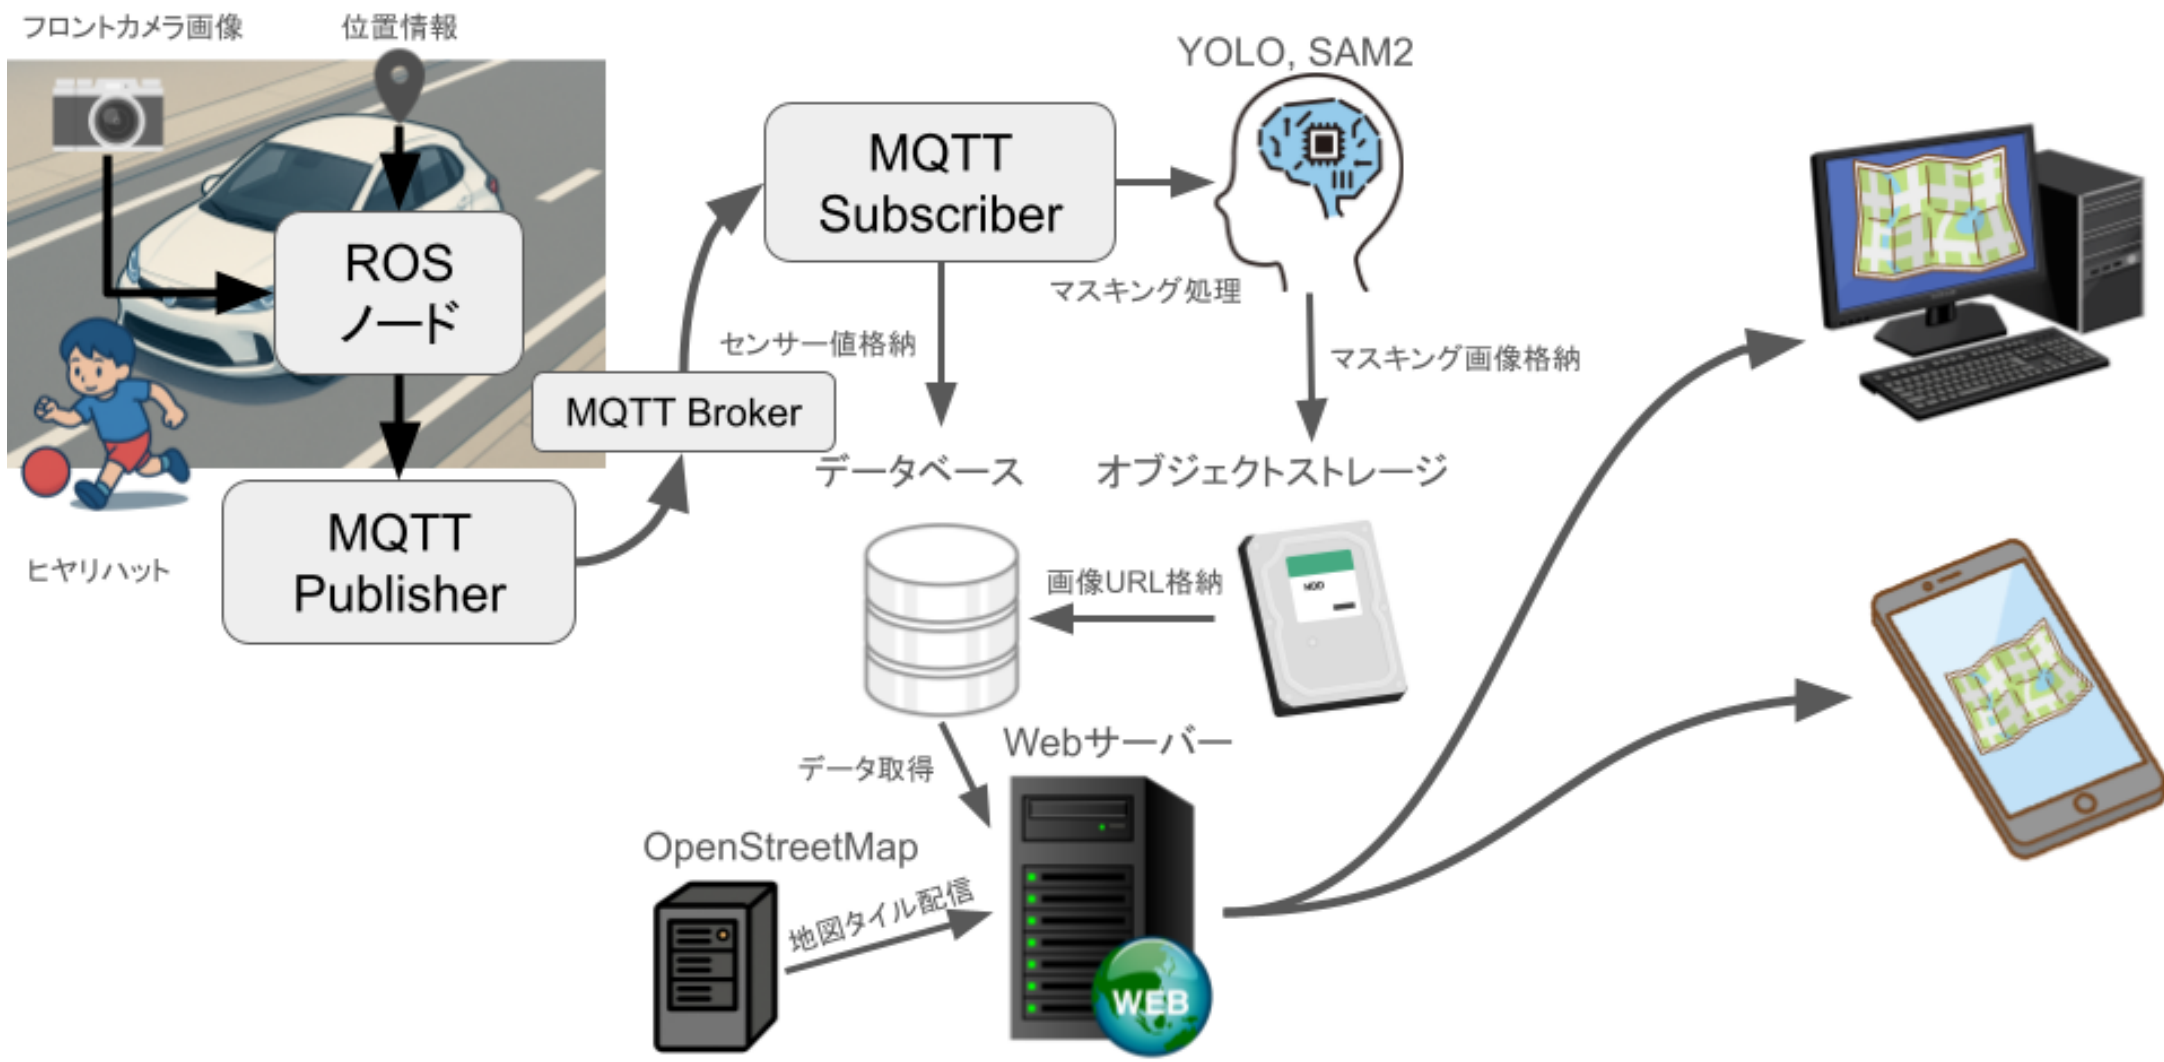 フロントカメラ画像
位置情報
YOLO, SAM2
MQTT
Subscriber
ROS
ノード
マスキング処理
センサー値格納
マスキング画像格納
MQTT Broker
データベース
オブジェクトストレージ
MQTT
Publisher
ヒヤリハット
画像URL格納
HDD
Webサーバー
データ取得
OpenStreetMap
地図タイル配信
WEB